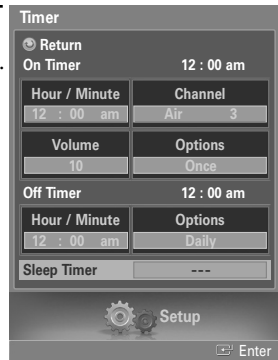 Timer
Return
On Timer 12 : 00 am
Hour / Minute Channel
12 : 00 am Air 3
Volume Options
10 Once
Off Timer 12 : 00 am
Hour / Minute Options
12 : 00 am Daily
Sleep Timer ---
Setup
Enter